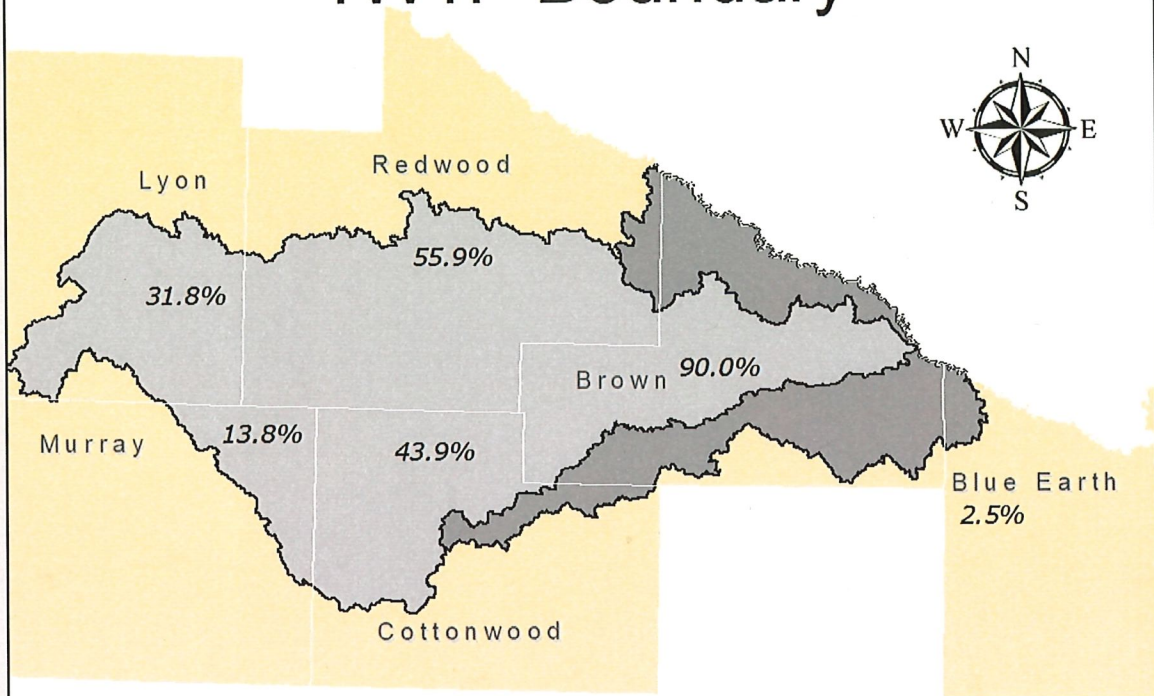 Boundary
N
W E
S
Lyon
Redwood
55.9%
31.8%
Brown 90.0%
Murray
13.8%
43.9%
Blue Earth
2.5%
Cottonwood